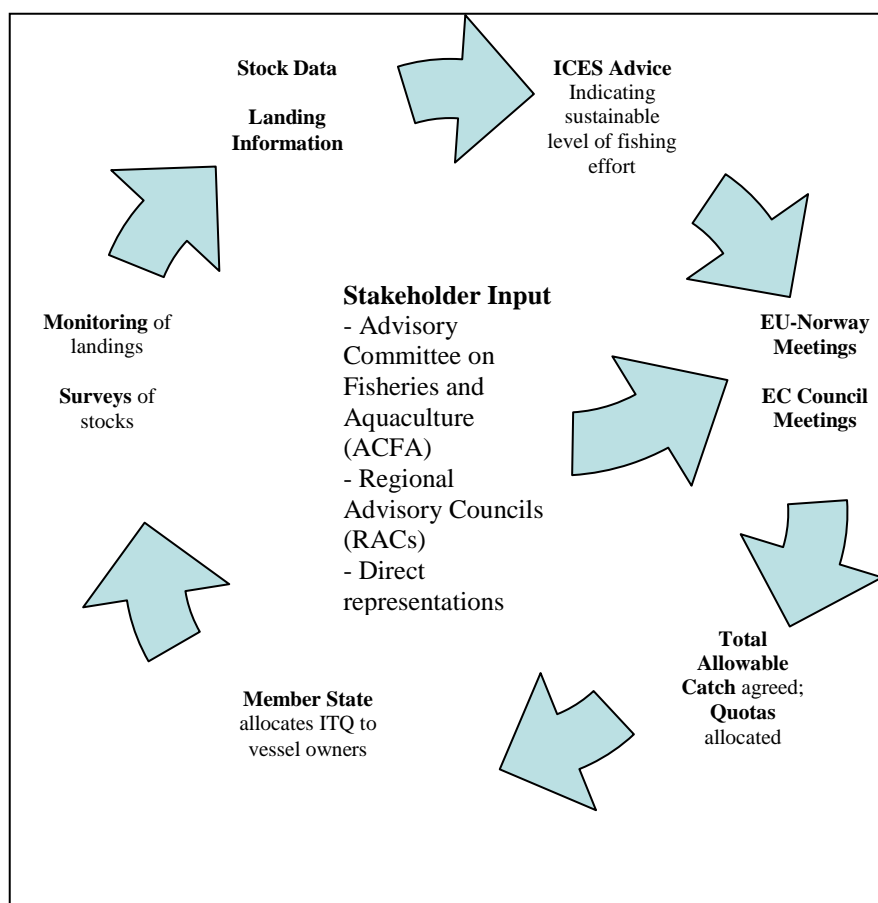 Stock Data
Landing
Information
ICES Advice
Indicating
sustainable
level of fishing
effort
EU-Norway
Meetings
EC Council
Meetings
Total
Allowable
Catch agreed;
Quotas
allocated
Member State
allocates ITQ to
vessel owners
Monitoring of
landings
Surveys of
stocks
Stakeholder Input
- Advisory
Committee on
Fisheries and
Aquaculture
(ACFA)
- Regional
Advisory Councils
(RACs)
- Direct
representations